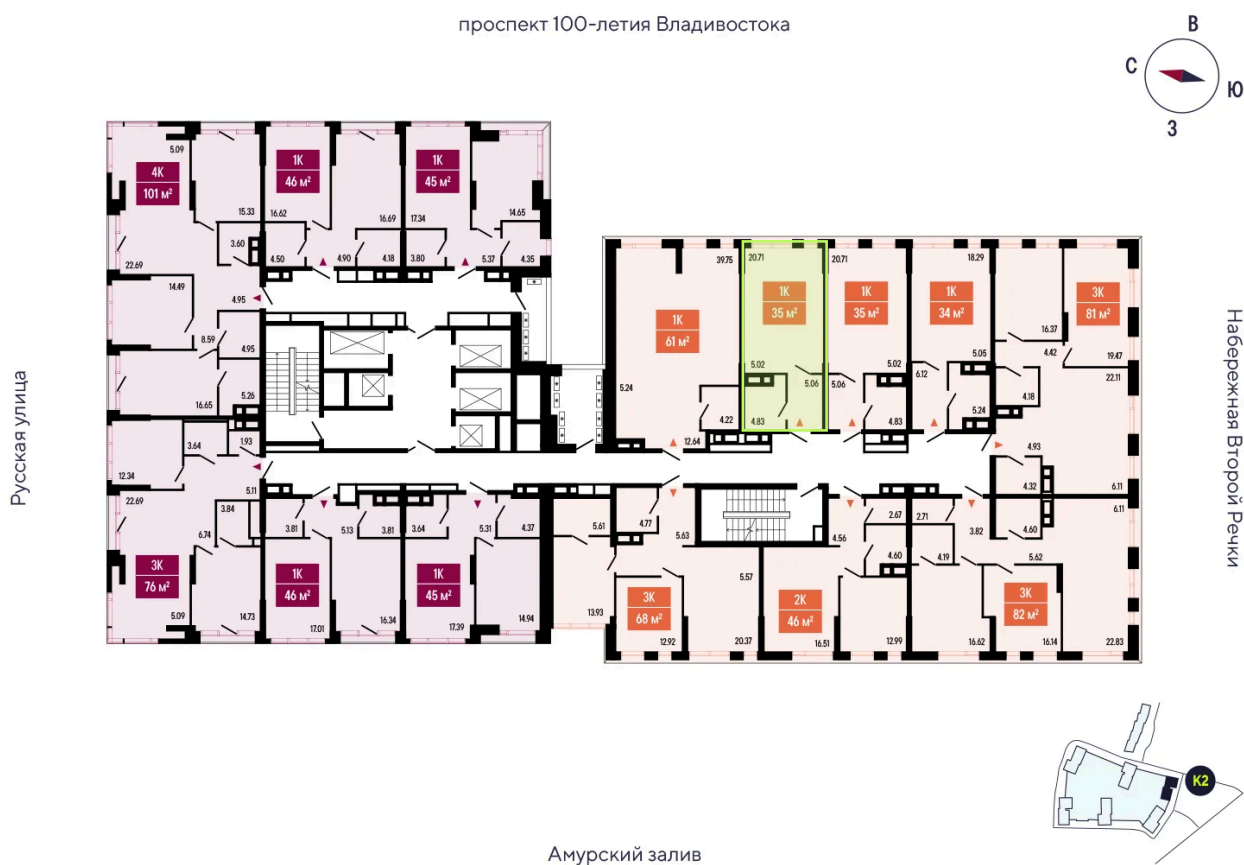 проспект 100-летия Владивостока
В
С
Ю
З
5.09
4К
101 м²
15.33
3.60
22.69
14.49
4.95
8.59
4.95
16.65
5.26
1К
46 м²
16.62
16.69
4.50
4.90
4.18
1К
45 м²
17.34
14.65
3.80
5.37
4.35
39.75
1К
61 м²
5.24
4.22
12.64
20.71
1К
35 м²
5.02
5.06
4.83
20.71
1К
35 м²
5.02
5.06
4.83
18.29
1К
34 м²
5.05
6.12
5.24
3К
81 м²
16.37
19.47
4.42
22.11
4.18
4.93
4.32
6.11
Русская улица
Набережная Второй Речки
3.64
1.93
12.34
22.69
5.11
3.84
6.74
3К
76 м²
5.09
14.73
3.81
5.13
3.81
1К
46 м²
17.01
16.34
3.64
5.31
4.37
1К
45 м²
17.39
14.94
5.61
4.77
5.63
5.57
13.93
3К
68 м²
12.92
20.37
2.67
4.56
4.60
2К
46 м²
16.51
12.99
2.71
3.82
4.60
6.11
4.19
5.62
3К
82 м²
16.62
16.14
22.83
К2
Амурский залив